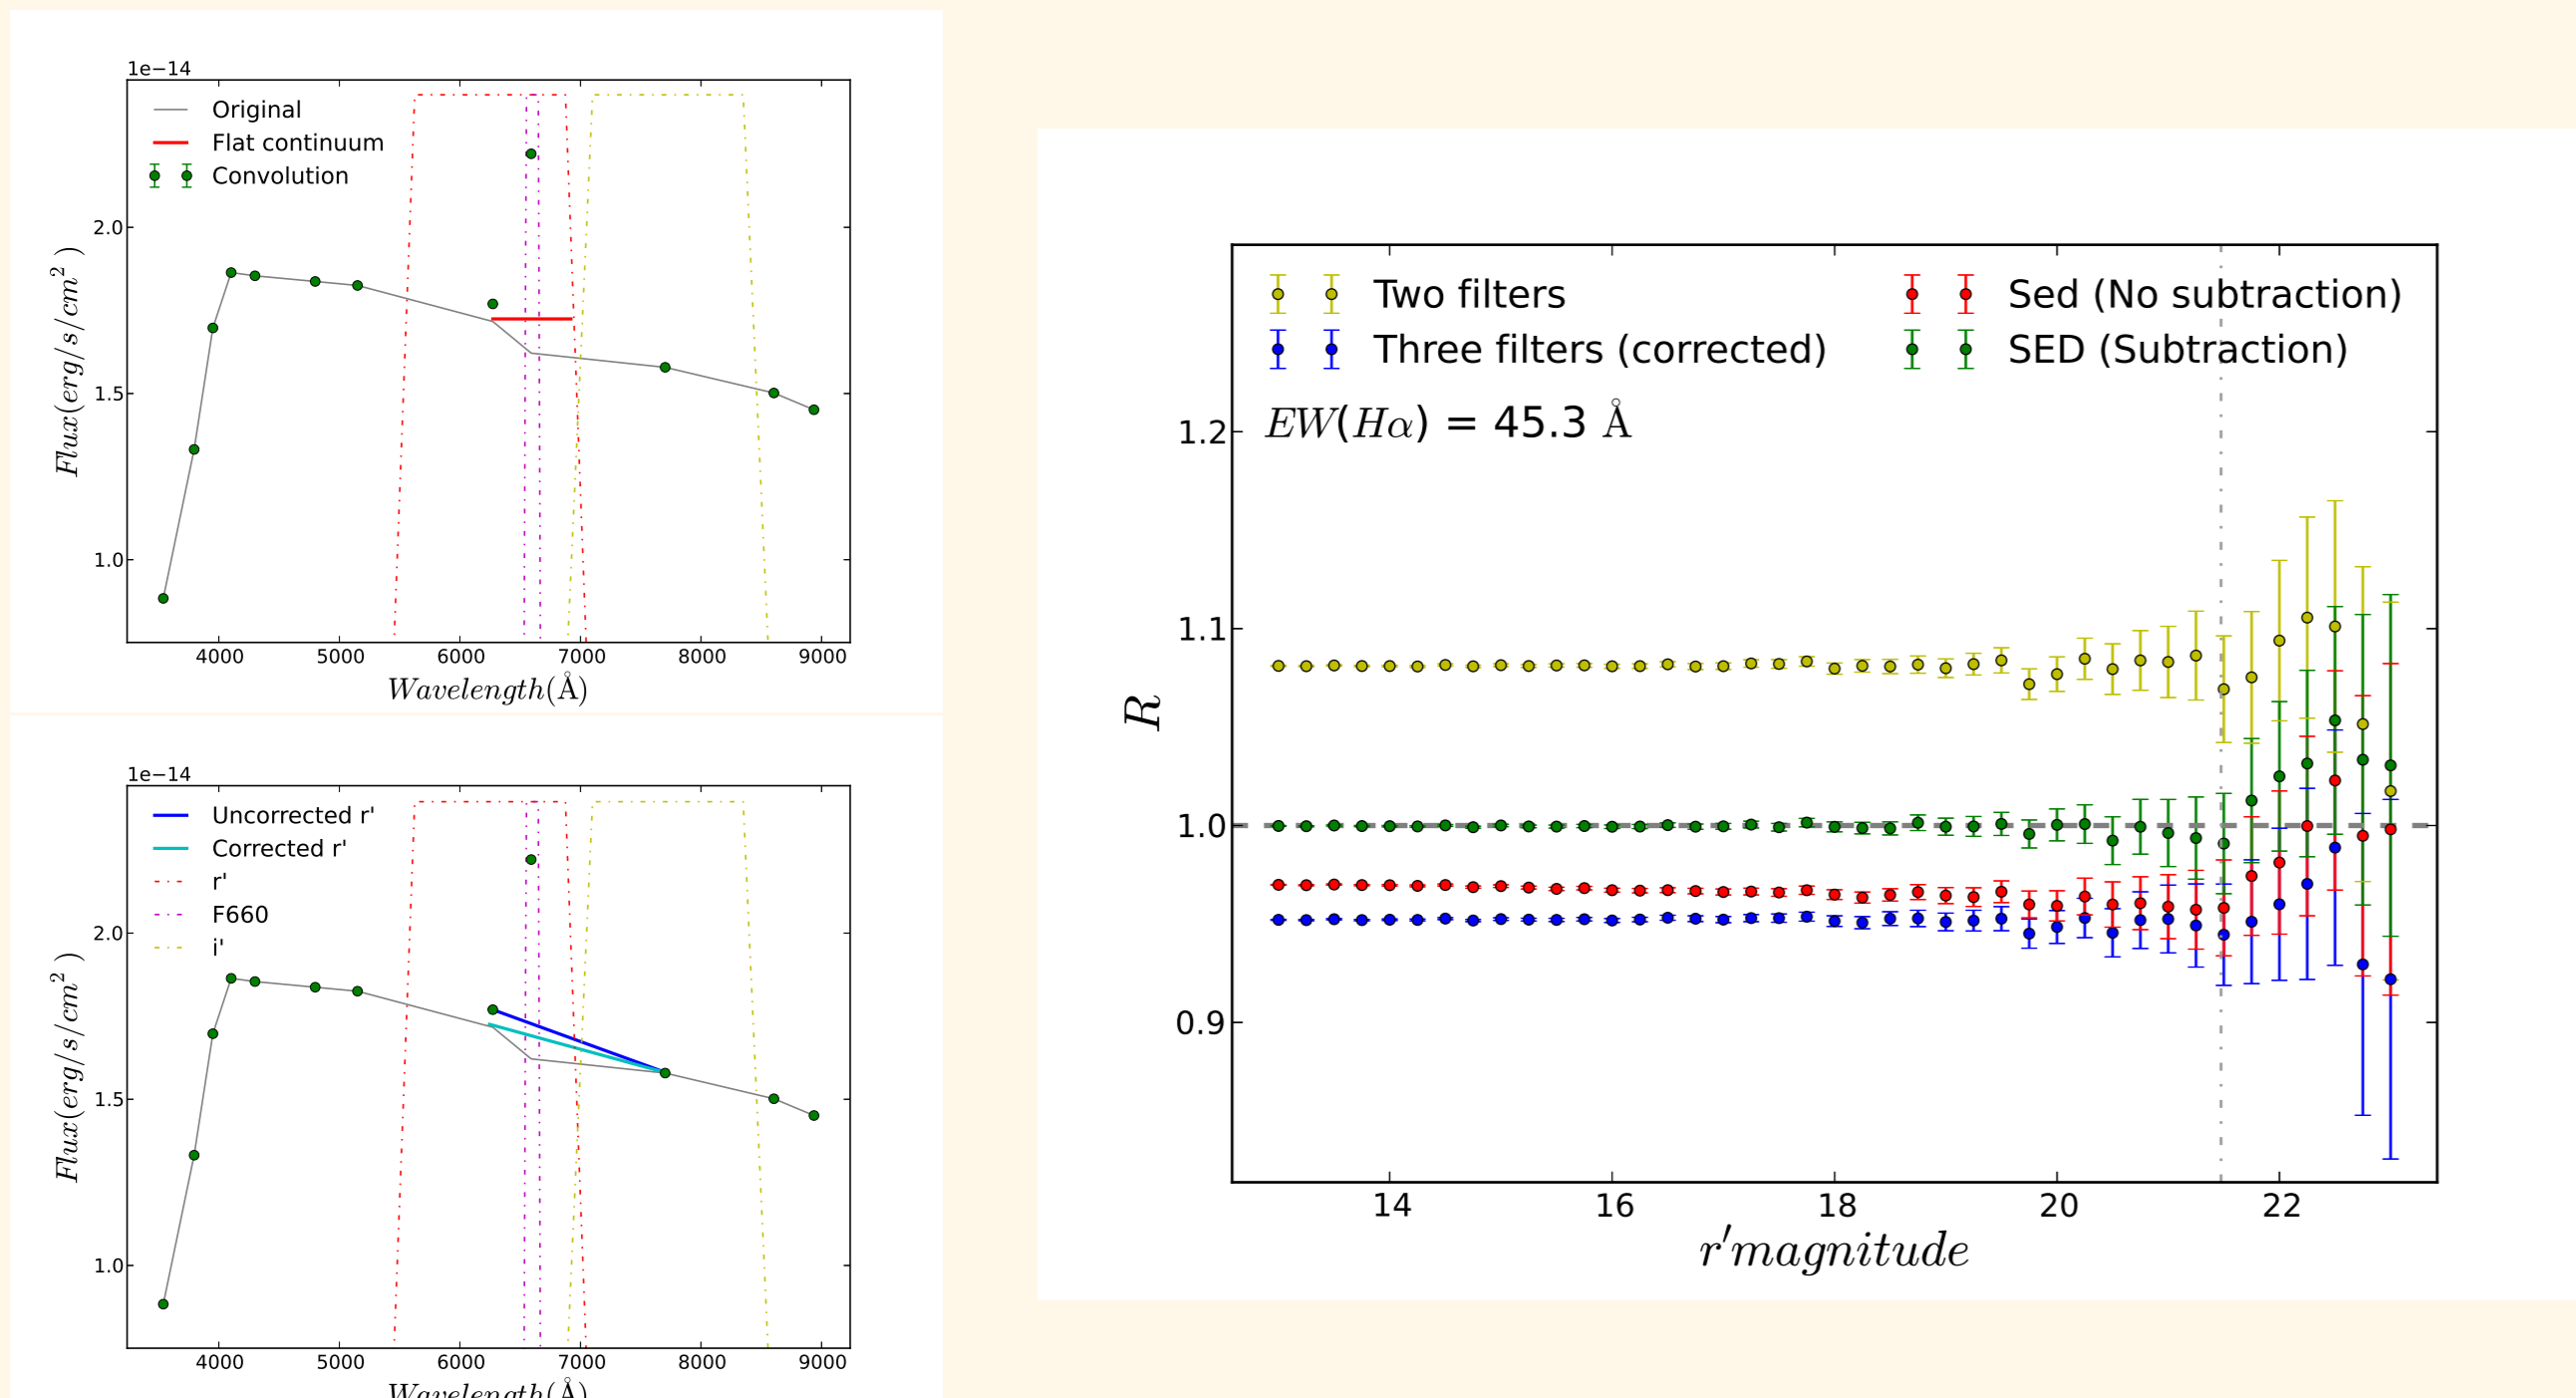 1e−14
Original
Flat continuum
Convolution
2.0
1.5
1.0
Flux(erg/s/cm²)
4000 5000 6000 7000 8000 9000
Wavelength(Å)
1e−14
Uncorrected r'
Corrected r'
r'
F660
i'
2.0
1.5
1.0
Flux(erg/s/cm²)
4000 5000 6000 7000 8000 9000
Wavelength(Å)
Two filters
Three filters (corrected)
Sed (No subtraction)
SED (Subtraction)
EW(Hα) = 45.3 Å
1.2
1.1
1.0
0.9
R
14 16 18 20 22
r'magnitude